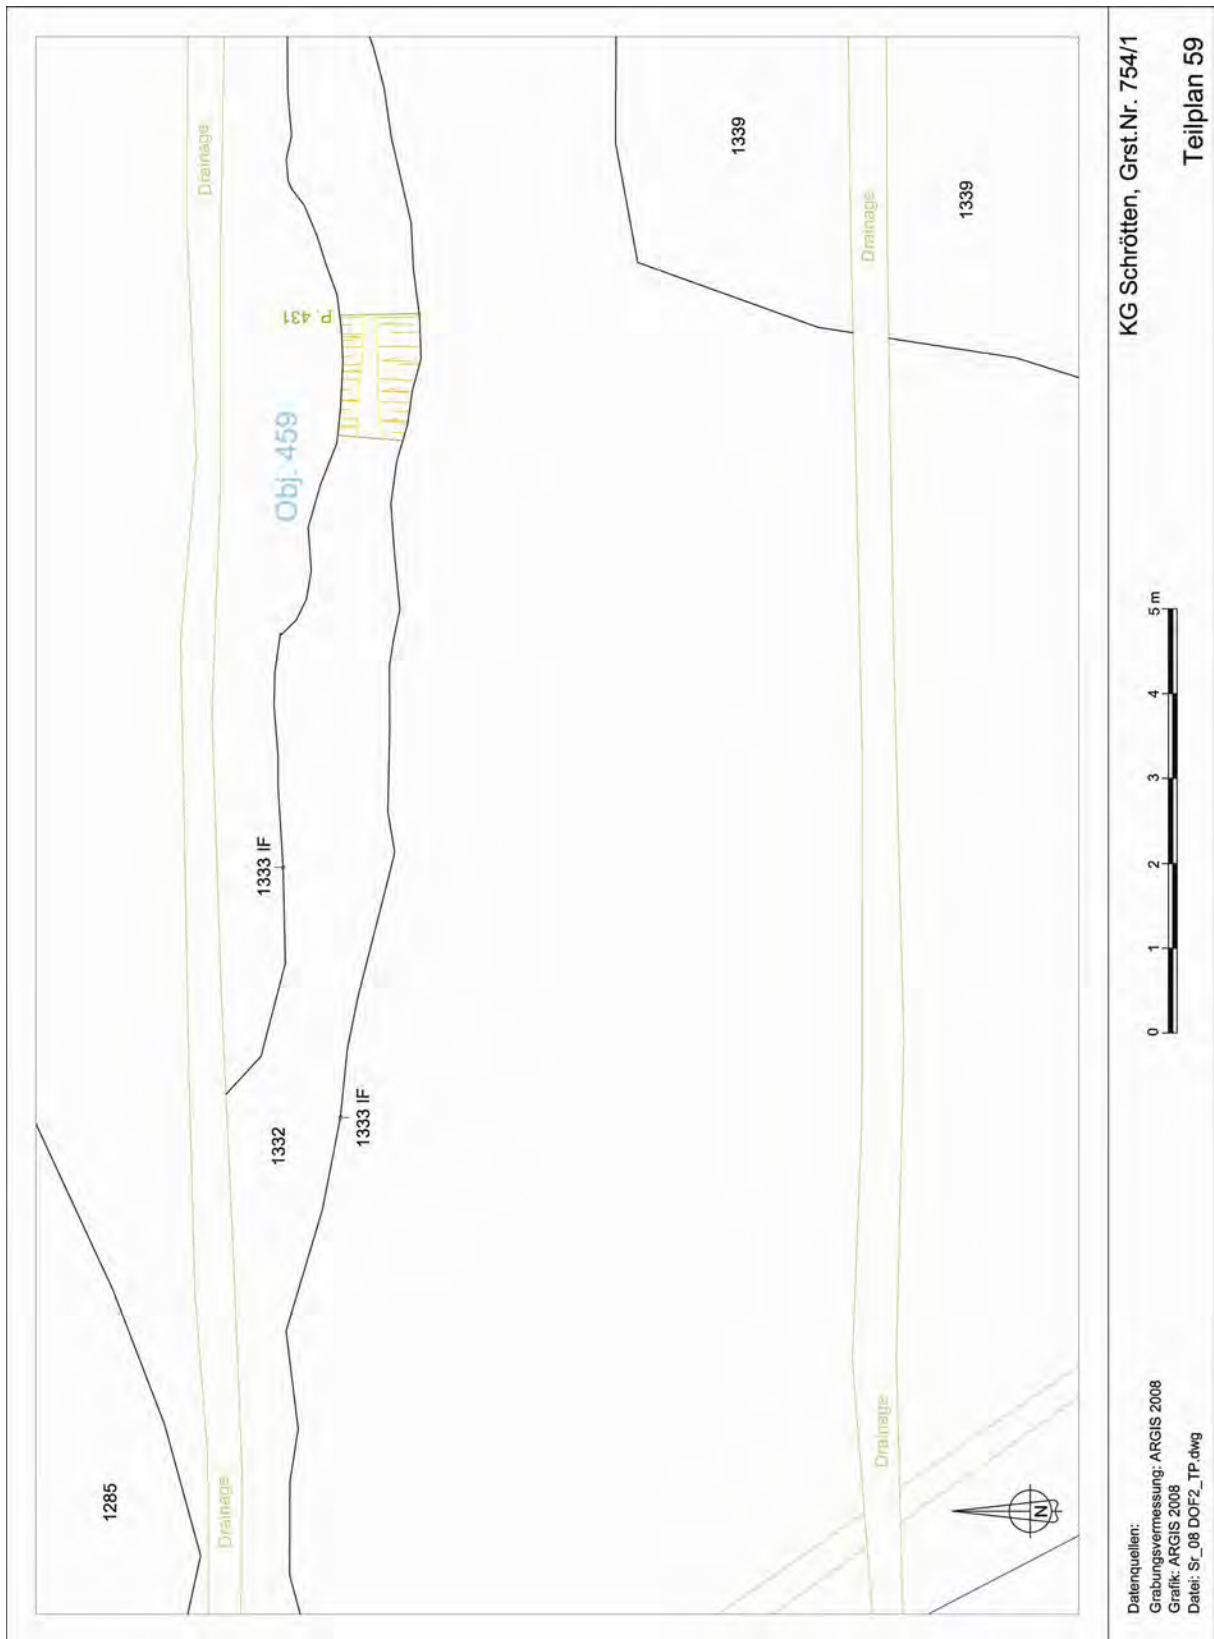 1285
Drainage
Drainage
1332
1333 IF
1333 IF
Obj. 459
P. 431
1339
Drainage
1339
Drainage
N
Datenquellen:
Grabungsvermessung: ARGIS 2008
Grafik: ARGIS 2008
Datei: Sr_08 DOF2_TP.dwg
0 1 2 3 4 5 m
KG Schrötten, Grst.Nr. 754/1
Teilplan 59